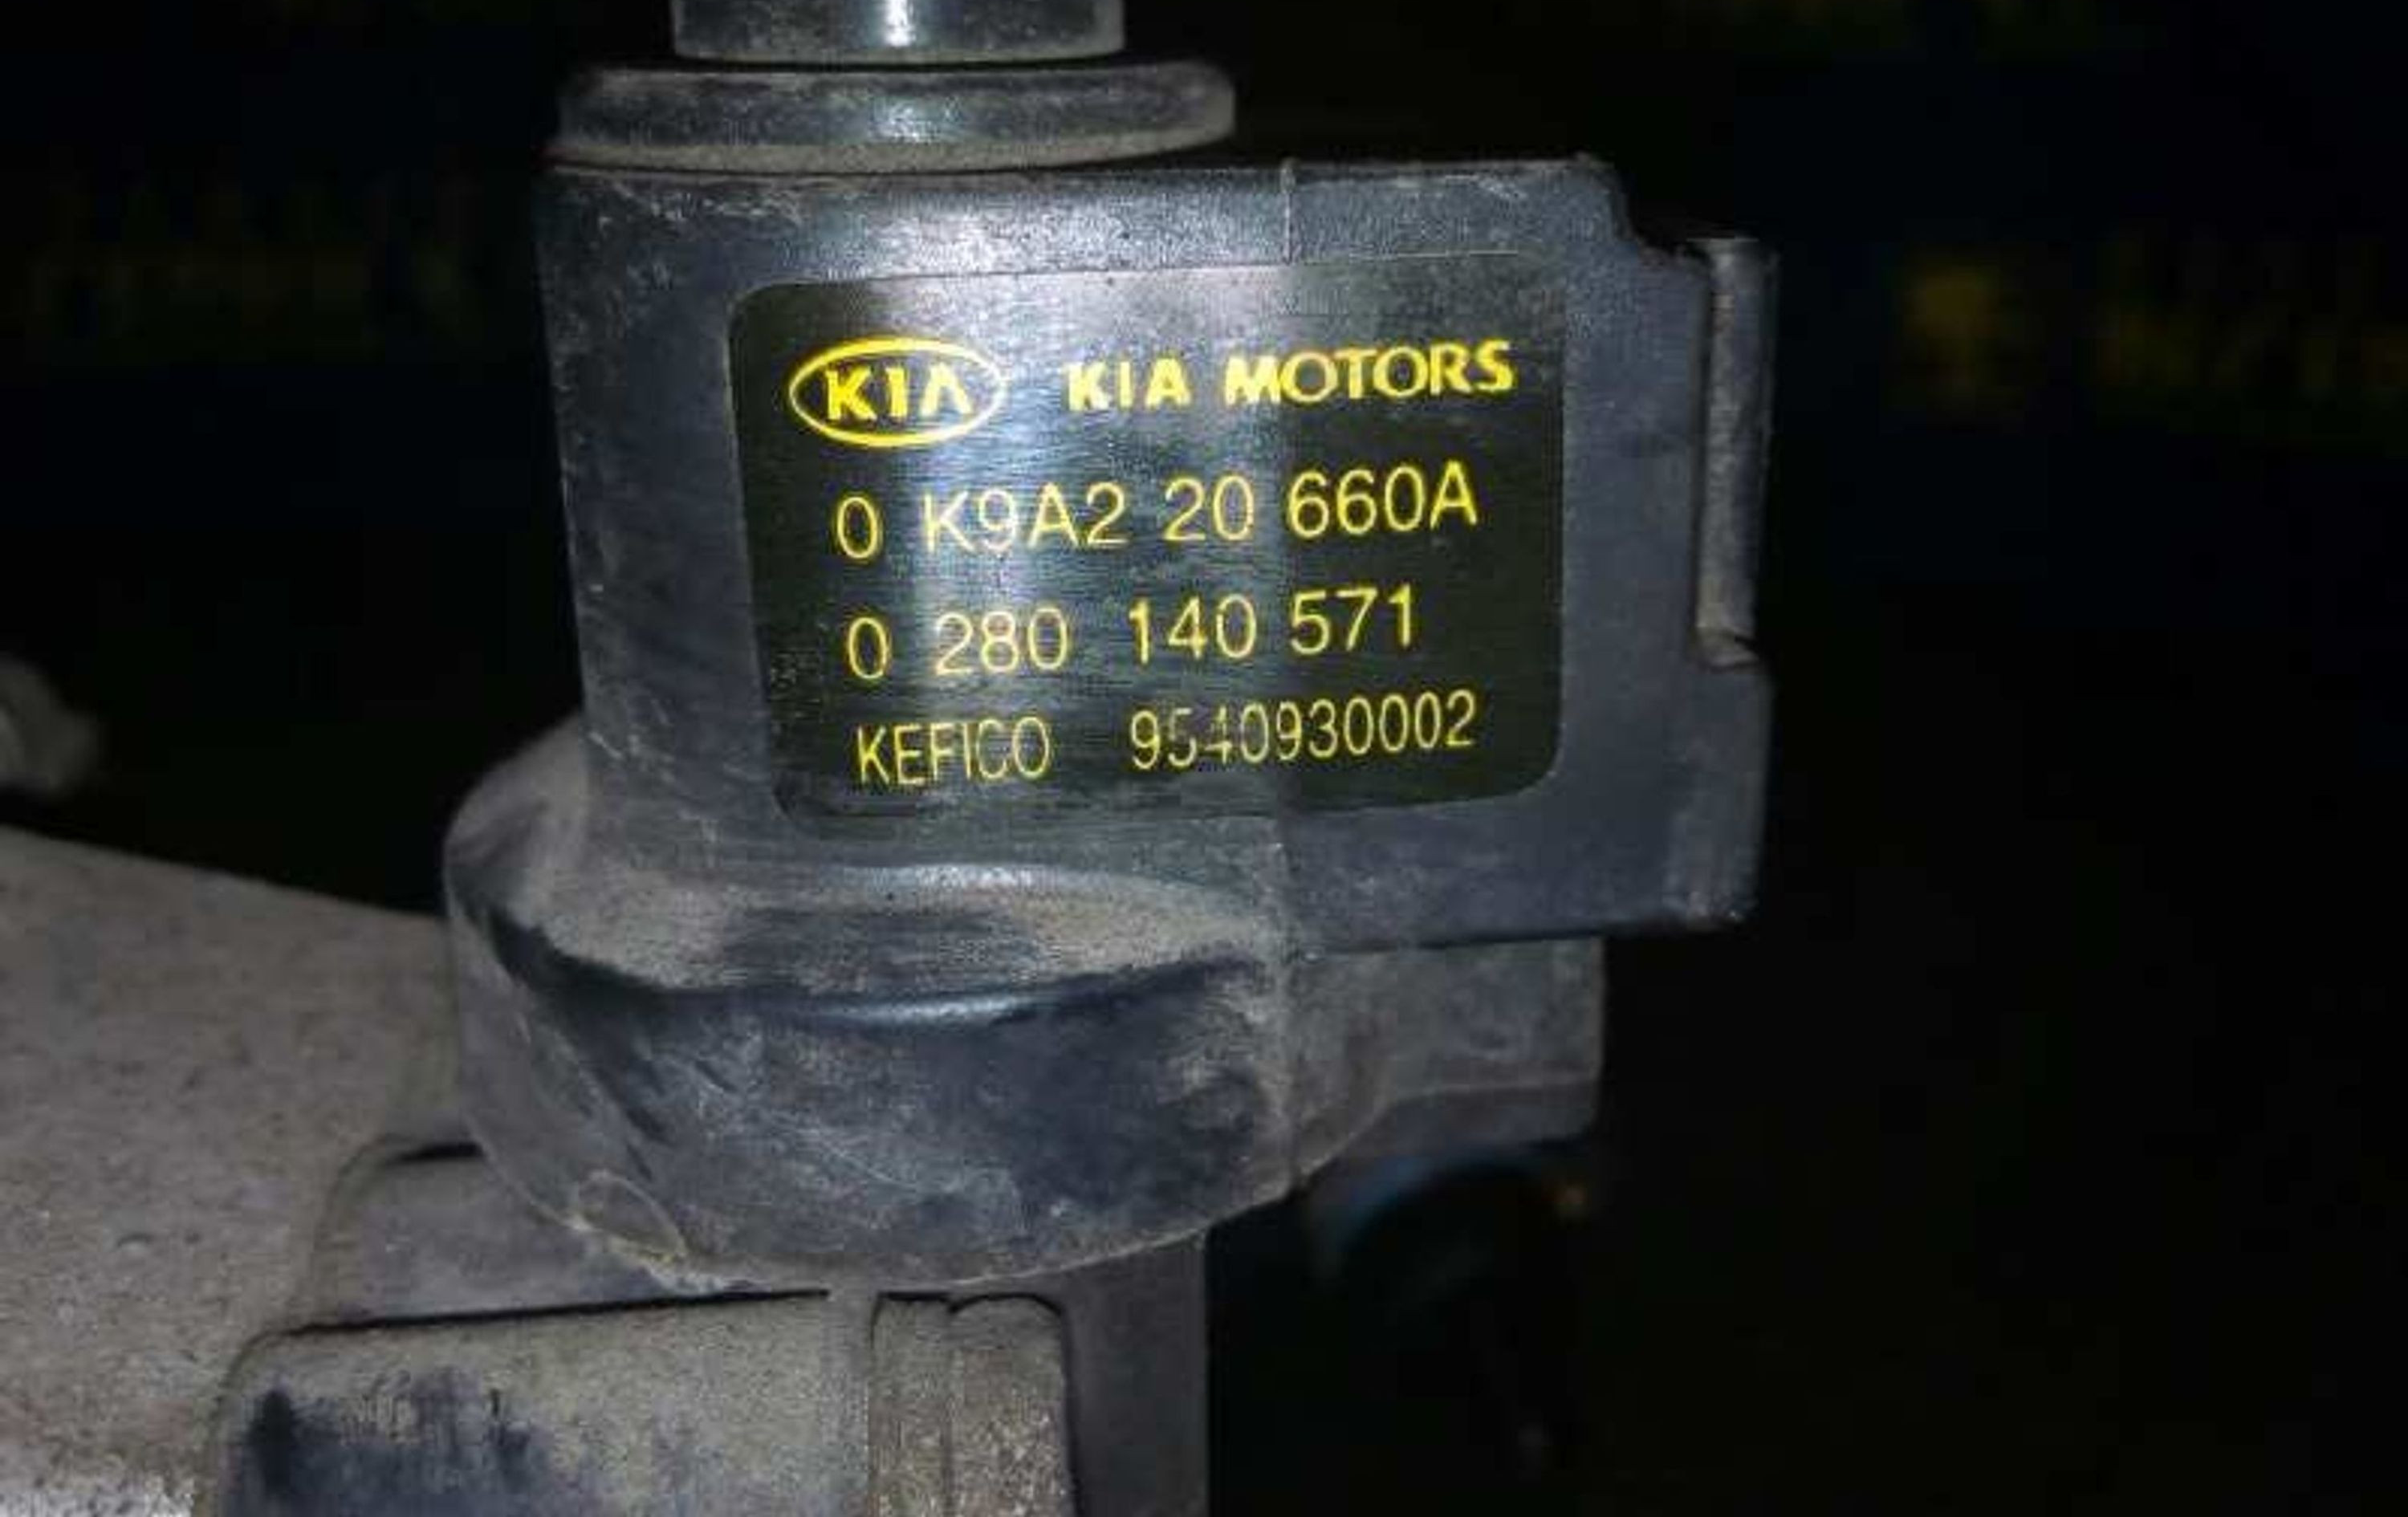 KIA KIA MOTORS
0 K9A2 20 660A
0 280 140 571
KEFICO 9540930002